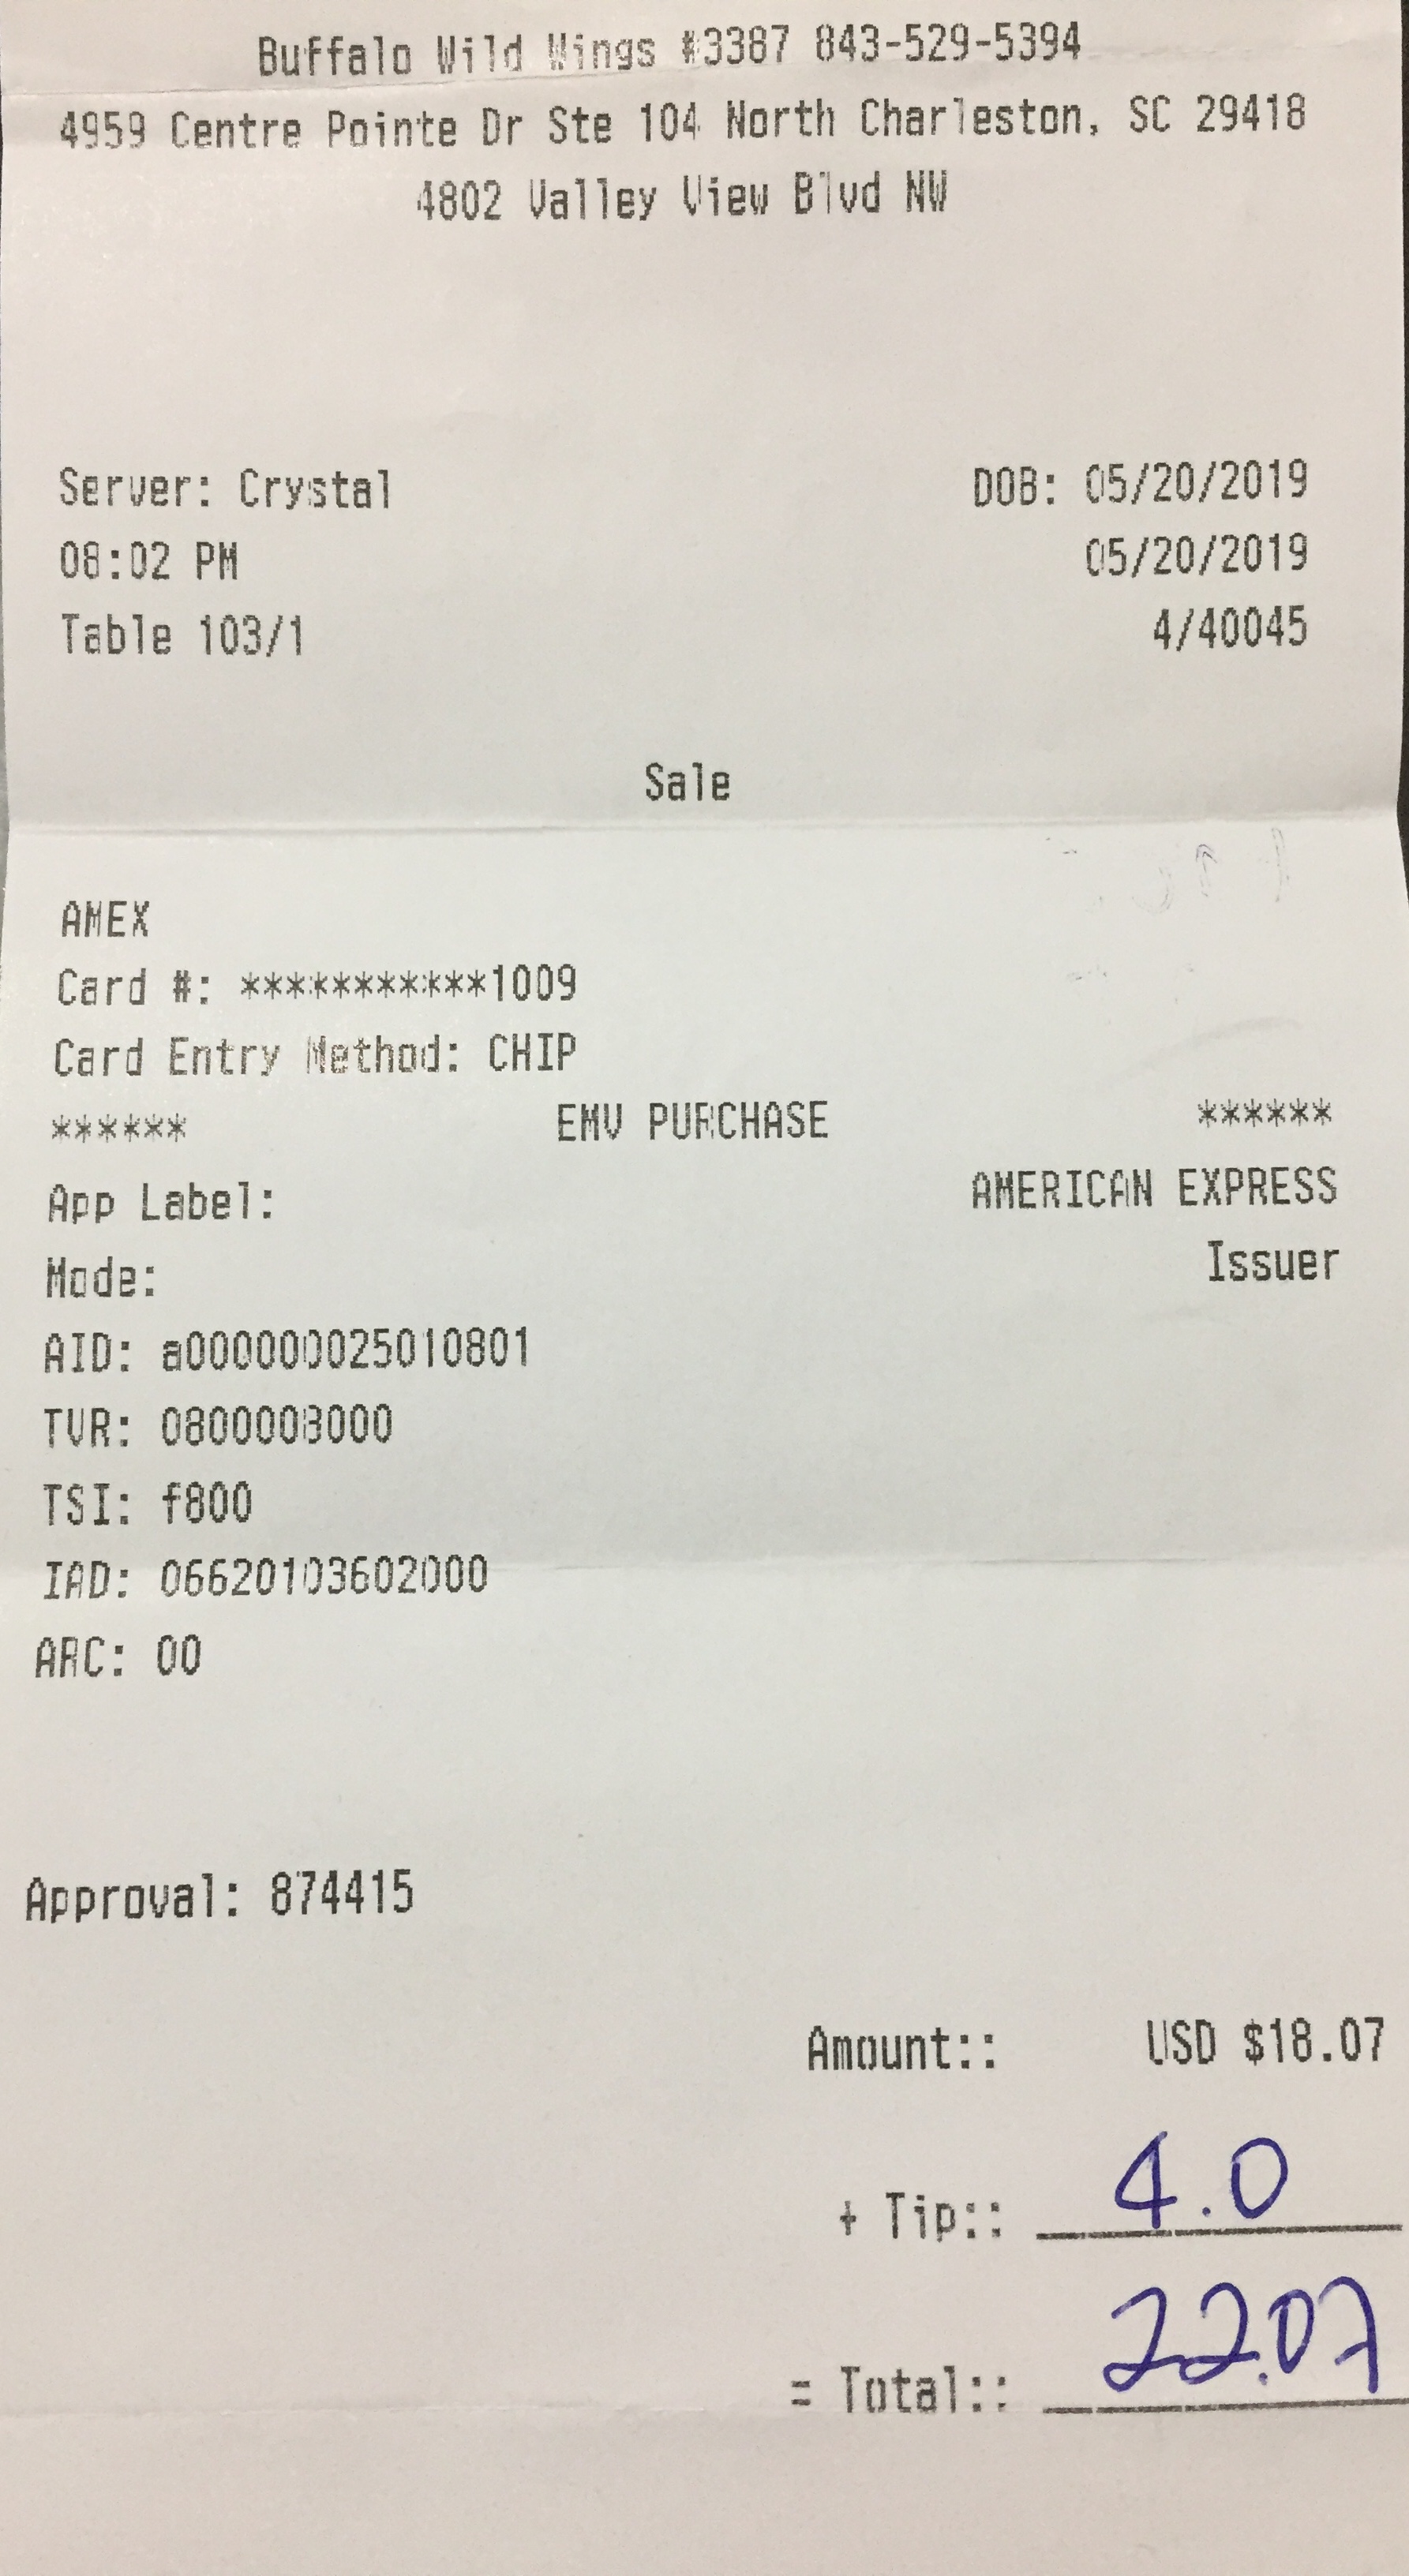 Buffalo Wild Wings #3387 843-529-5394
4959 Centre Pointe Dr Ste 104 North Charleston, SC 29418
4802 Valley View Blvd NW
Server: Crystal DOB: 05/20/2019
08:02 PM 05/20/2019
Table 103/1 4/40045
Sale
AMEX
Card #: ***********1009
Card Entry Method: CHIP
****** EMV PURCHASE ******
App Label: AMERICAN EXPRESS
Mode: Issuer
AID: a000000025010801
TVR: 0800008000
TSI: f800
IAD: 06620103602000
ARC: 00
Approval: 874415
Amount:: USD $18.07
+ Tip:: 4.0
= Total:: 22.07